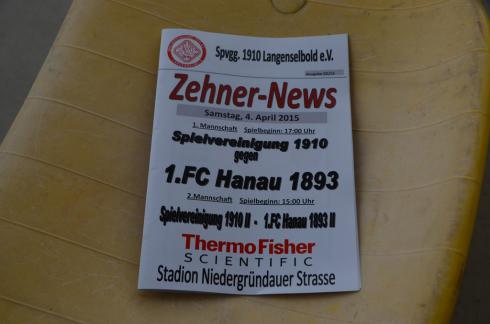 Spvgg. 1910 Langenselbold e.V.
Zehner-News
Samstag, 4. April 2015
1. Mannschaft Spielbeginn: 17:00 Uhr
Spielvereinigung 1910
gegen
1.FC Hanau 1893
2.Mannschaft Spielbeginn: 15:00 Uhr
Spielvereinigung 1910 II - 1.FC Hanau 1893 II
ThermoFisher
SCIENTIFIC
Stadion Niedergründauer Strasse